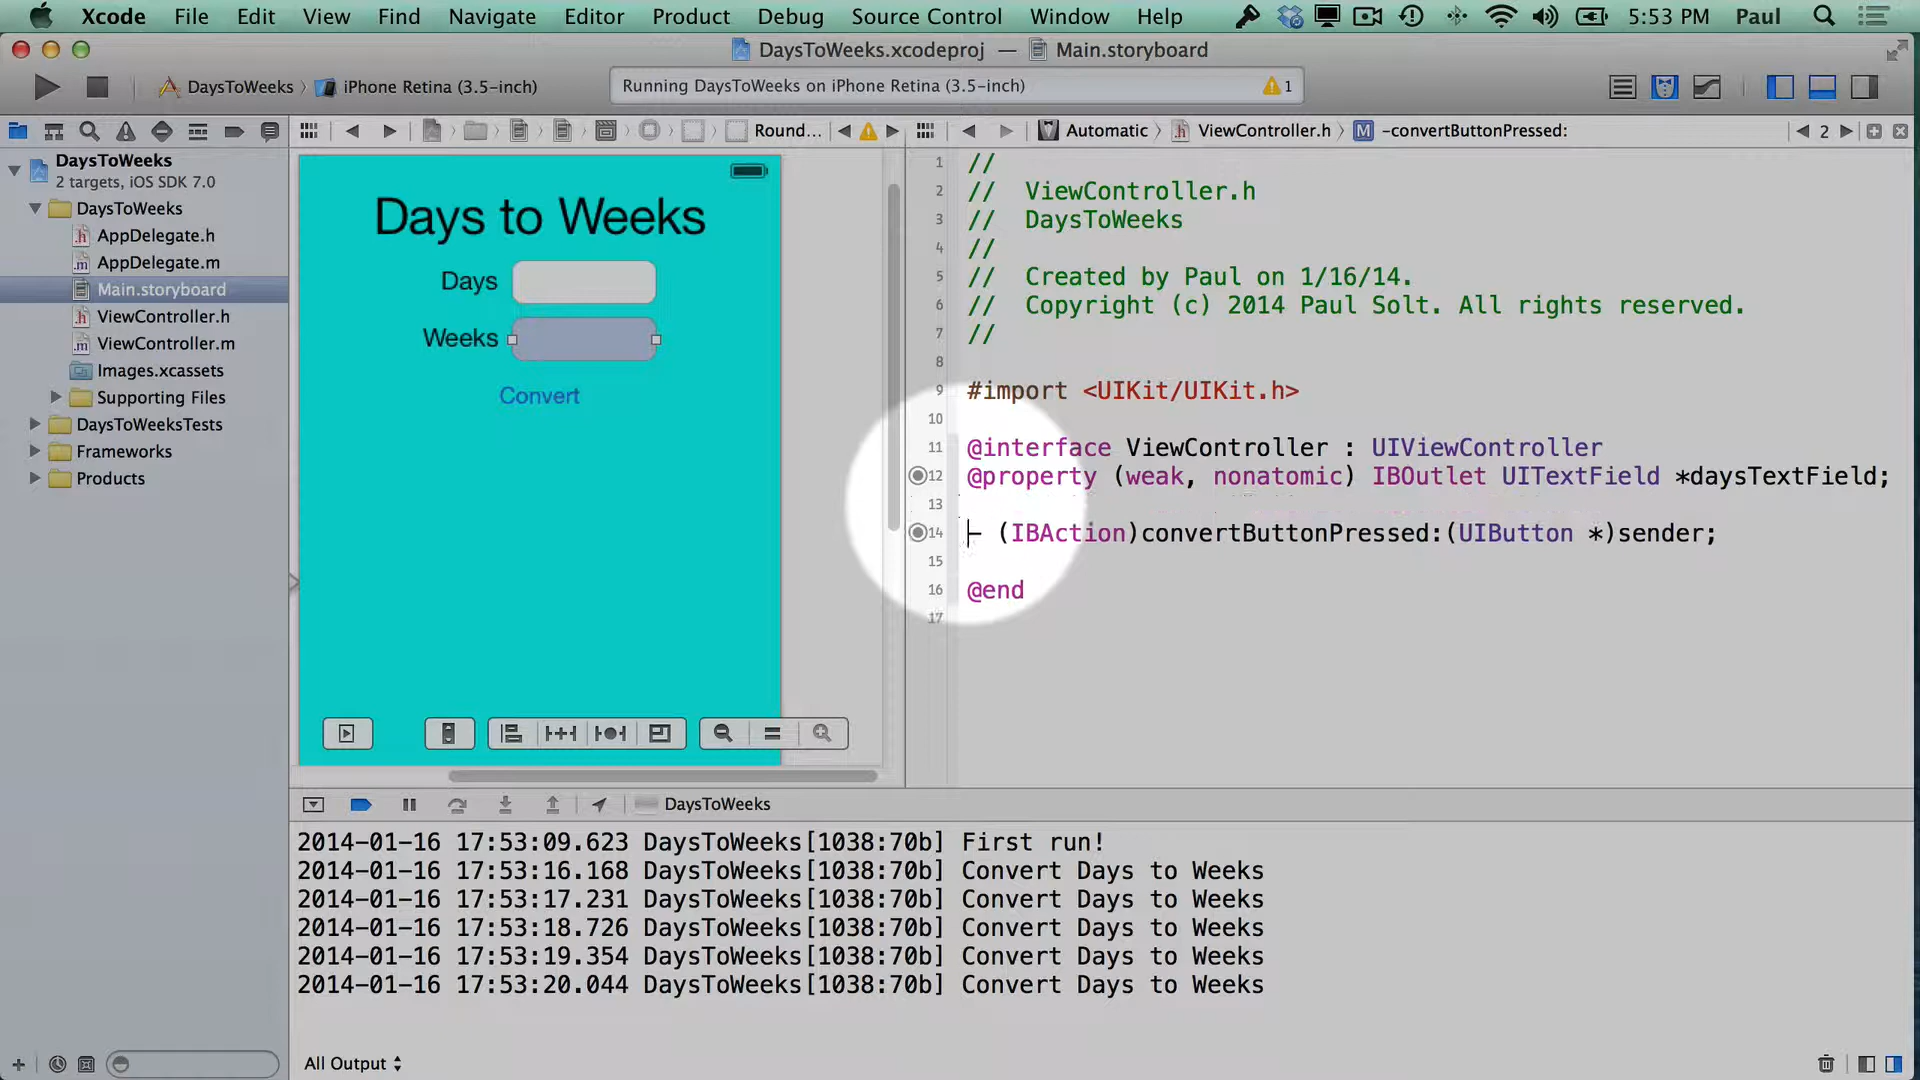 Xcode File Edit View Find Navigate Editor Product Debug Source Control Window Help 5:53 PM Paul
DaysToWeeks.xcodeproj — Main.storyboard
DaysToWeeks iPhone Retina (3.5-inch) Running DaysToWeeks on iPhone Retina (3.5-inch) 1
Round... Automatic ViewController.h M -convertButtonPressed: 2
DaysToWeeks
2 targets, iOS SDK 7.0
DaysToWeeks
AppDelegate.h
AppDelegate.m
Main.storyboard
ViewController.h
ViewController.m
Images.xcassets
Supporting Files
DaysToWeeksTests
Frameworks
Products
Days to Weeks
Days
Weeks
Convert
1 //
2 // ViewController.h
3 // DaysToWeeks
4 //
5 // Created by Paul on 1/16/14.
6 // Copyright (c) 2014 Paul Solt. All rights reserved.
7 //
8
9 #import <UIKit/UIKit.h>
10
11 @interface ViewController : UIViewController
12 @property (weak, nonatomic) IBOutlet UITextField *daysTextField;
13
14 - (IBAction)convertButtonPressed:(UIButton *)sender;
15
16 @end
17
DaysToWeeks
2014-01-16 17:53:09.623 DaysToWeeks[1038:70b] First run!
2014-01-16 17:53:16.168 DaysToWeeks[1038:70b] Convert Days to Weeks
2014-01-16 17:53:17.231 DaysToWeeks[1038:70b] Convert Days to Weeks
2014-01-16 17:53:18.726 DaysToWeeks[1038:70b] Convert Days to Weeks
2014-01-16 17:53:19.354 DaysToWeeks[1038:70b] Convert Days to Weeks
2014-01-16 17:53:20.044 DaysToWeeks[1038:70b] Convert Days to Weeks
All Output